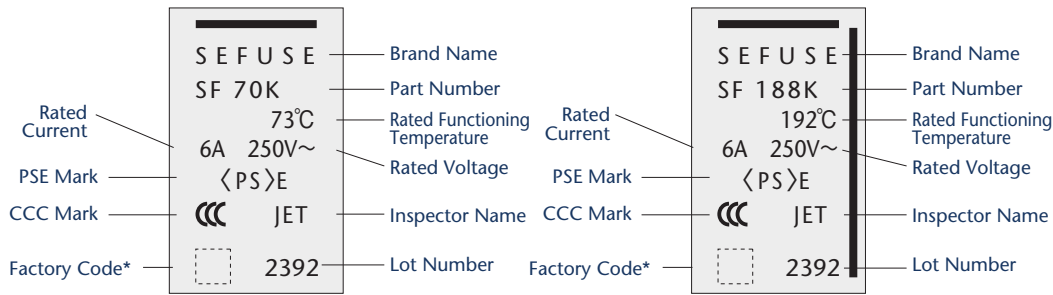 SEFUSE
Brand Name
SF 70K
Part Number
Rated
Current
73℃
Rated Functioning
Temperature
6A 250V~
Rated Voltage
PSE Mark
〈PS〉E
CCC Mark
CCC
JET
Inspector Name
Factory Code*
2392
Lot Number
SEFUSE
Brand Name
SF 188K
Part Number
Rated
Current
192℃
Rated Functioning
Temperature
6A 250V~
Rated Voltage
PSE Mark
〈PS〉E
CCC Mark
CCC
JET
Inspector Name
Factory Code*
2392
Lot Number